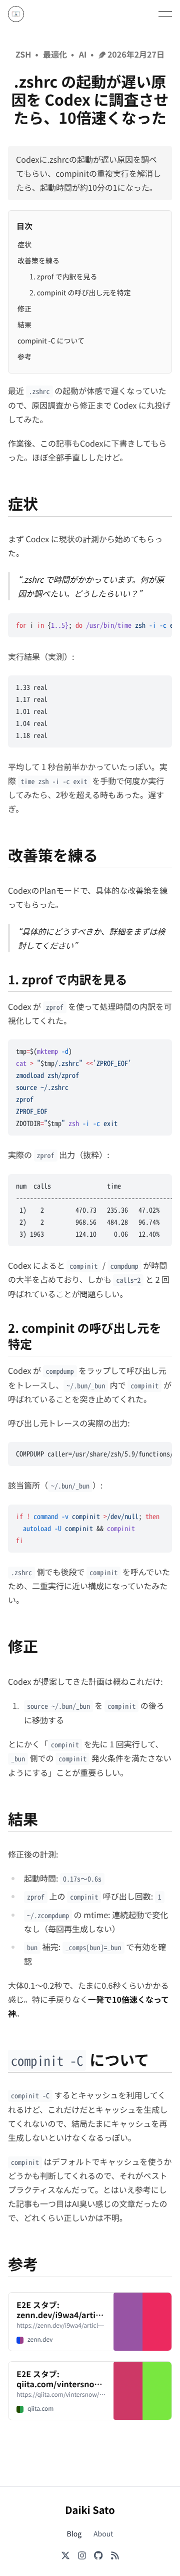 ZSH • 最適化 • AI • 2026年2月27日
.zshrc の起動が遅い原
因を Codex に調査させ
たら、10倍速くなった
Codexに.zshrcの起動が遅い原因を調べ
てもらい、compinitの重複実行を解消し
たら、起動時間が約10分の1になった。
目次
症状
改善策を練る
1. zprof で内訳を見る
2. compinit の呼び出し元を特定
修正
結果
compinit -C について
参考
最近 .zshrc の起動が体感で遅くなっていた
ので、原因調査から修正まで Codex に丸投げ
してみた。
作業後、この記事もCodexに下書きしてもら
った。ほぼ全部手直ししたけど。
症状
まず Codex に現状の計測から始めてもらっ
た。
“.zshrc で時間がかかっています。何が原
因か調べたい。どうしたらいい？”
for i in {1..5}; do /usr/bin/time zsh -i -c e
実行結果（実測）:
1.33 real
1.17 real
1.01 real
1.04 real
1.18 real
平均して 1 秒台前半かかっていたっぽい。実
際 time zsh -i -c exit を手動で何度か実行
してみたら、2秒を超える時もあった。遅す
ぎ。
改善策を練る
CodexのPlanモードで、具体的な改善策を練
ってもらった。
“具体的にどうすべきか、詳細をまずは検
討してください”
1. zprof で内訳を見る
Codex が zprof を使って処理時間の内訳を可
視化してくれた。
tmp=$(mktemp -d)
cat > "$tmp/.zshrc" <<'ZPROF_EOF'
zmodload zsh/zprof
source ~/.zshrc
zprof
ZPROF_EOF
ZDOTDIR="$tmp" zsh -i -c exit
実際の zprof 出力（抜粋）:
num calls time
1) 2 470.73 235.36 47.02%
2) 2 968.56 484.28 96.74%
3) 1963 124.10 0.06 12.40%
Codex によると compinit / compdump が時間
の大半を占めており、しかも calls=2 と 2 回
呼ばれていることが問題らしい。
2. compinit の呼び出し元を
特定
Codex が compdump をラップして呼び出し元
をトレースし、 ~/.bun/_bun 内で compinit が
呼ばれていることを突き止めてくれた。
呼び出し元トレースの実際の出力:
COMPDUMP caller=/usr/share/zsh/5.9/functions/
該当箇所（ ~/.bun/_bun ）:
if ! command -v compinit >/dev/null; then
autoload -U compinit && compinit
fi
.zshrc 側でも後段で compinit を呼んでいた
ため、二重実行に近い構成になっていたみた
い。
修正
Codex が提案してきた計画は概ねこれだけ:
1. source ~/.bun/_bun を compinit の後ろ
に移動する
とにかく「 compinit を先に 1 回実行して、
_bun 側での compinit 発火条件を満たさない
ようにする」ことが重要らしい。
結果
修正後の計測:
起動時間: 0.17s〜0.6s
zprof 上の compinit 呼び出し回数: 1
~/.zcompdump の mtime: 連続起動で変化
なし（毎回再生成しない）
bun 補完: _comps[bun]=_bun で有効を確
認
大体0.1〜0.2秒で、たまに0.6秒くらいかかる
感じ。特に手戻りなく一発で10倍速くなって
神。
compinit -C について
compinit -C するとキャッシュを利用してく
れるけど、これだけだとキャッシュを生成し
てくれないので、結局たまにキャッシュを再
生成しないといけなくなるっぽい。
compinit はデフォルトでキャッシュを使うか
どうかも判断してくれるので、それがベスト
プラクティスなんだって。とはいえ参考にし
た記事も一つ目はAI臭い感じの文章だったの
で、どれくらい正しいかは不明。
参考
E2E スタブ:
zenn.dev/i9wa4/arti...
https://zenn.dev/i9wa4/articl...
zenn.dev
E2E スタブ:
qiita.com/vintersno...
https://qiita.com/vintersnow/...
qiita.com
Daiki Sato
Blog About